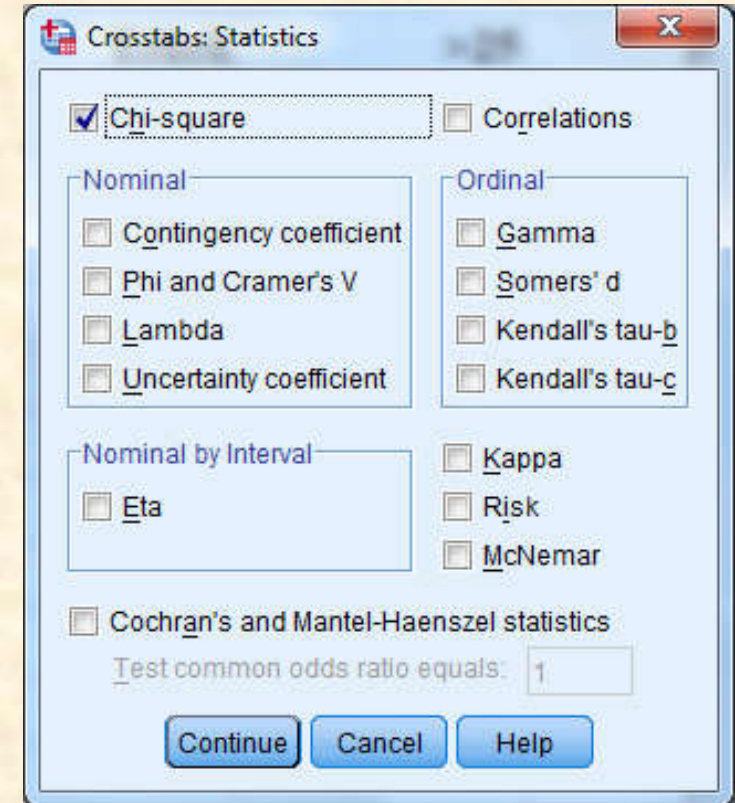 Crosstabs: Statistics
Chi-square
Correlations
Nominal
Contingency coefficient
Phi and Cramer's V
Lambda
Uncertainty coefficient
Ordinal
Gamma
Somers' d
Kendall's tau-b
Kendall's tau-c
Nominal by Interval
Eta
Kappa
Risk
McNemar
Cochran's and Mantel-Haenszel statistics
Test common odds ratio equals: 1
Continue Cancel Help